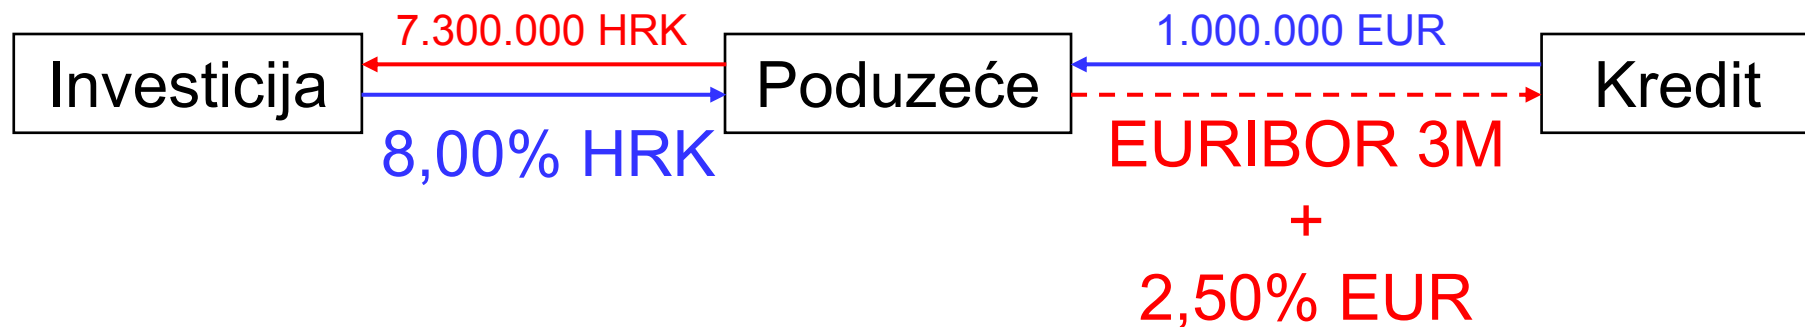 7.300.000 HRK
1.000.000 EUR
Investicija
Poduzeće
Kredit
8,00% HRK
EURIBOR 3M
+
2,50% EUR